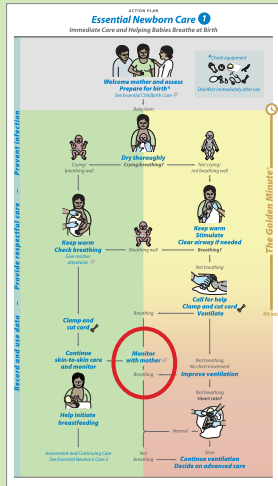 ACTION PLAN
Essential Newborn Care 1
Immediate Care and Helping Babies Breathe at Birth
Welcome mother and assess
Prepare for birth*
See Essential Childbirth Care
*Check equipment
Disinfect immediately after use
Baby born
Dry thoroughly
Crying/breathing?
Crying/
breathing well
Not crying/
not breathing well
Keep warm
Check breathing
Give mother
uterotonic
Breathing well
Keep warm
Stimulate
Clear airway if needed
Breathing?
Not breathing
Call for help
Clamp and cut cord
Ventilate
Breathing
60 sec
Clamp and
cut cord
Continue
skin-to-skin care
and monitor
Monitor
with mother
Not breathing
No chest movement
Breathing
Improve ventilation
Not breathing
Heart rate?
Help initiate
breastfeeding
Normal
Slow
Assessment and Continuing Care
See Essential Newborn Care 2
Not
breathing
Continue ventilation
Decide on advanced care
Prevent infection
Provide respectful care
Record and use data
The Golden Minute